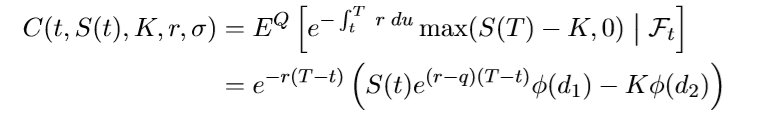 C(t, S(t), K, r, σ) = E^Q [ e^{-∫_t^T r du} max(S(T) − K, 0) | ℱ_t ]
= e^{−r(T−t)} ( S(t)e^{(r−q)(T−t)}ϕ(d_1) − Kϕ(d_2) )